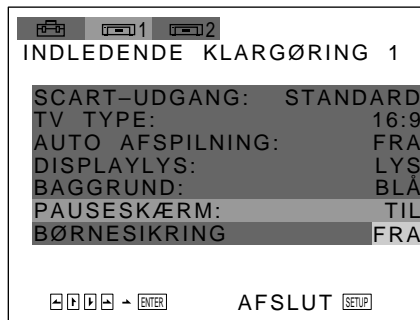 1 2
INDLEDENDE KLARGØRING 1
SCART–UDGANG: STANDARD
TV TYPE: 16:9
AUTO AFSPILNING: FRA
DISPLAYLYS: LYS
BAGGRUND: BLÅ
PAUSESKÆRM: TIL
BØRNESIKRING FRA
ENTER AFSLUT SETUP